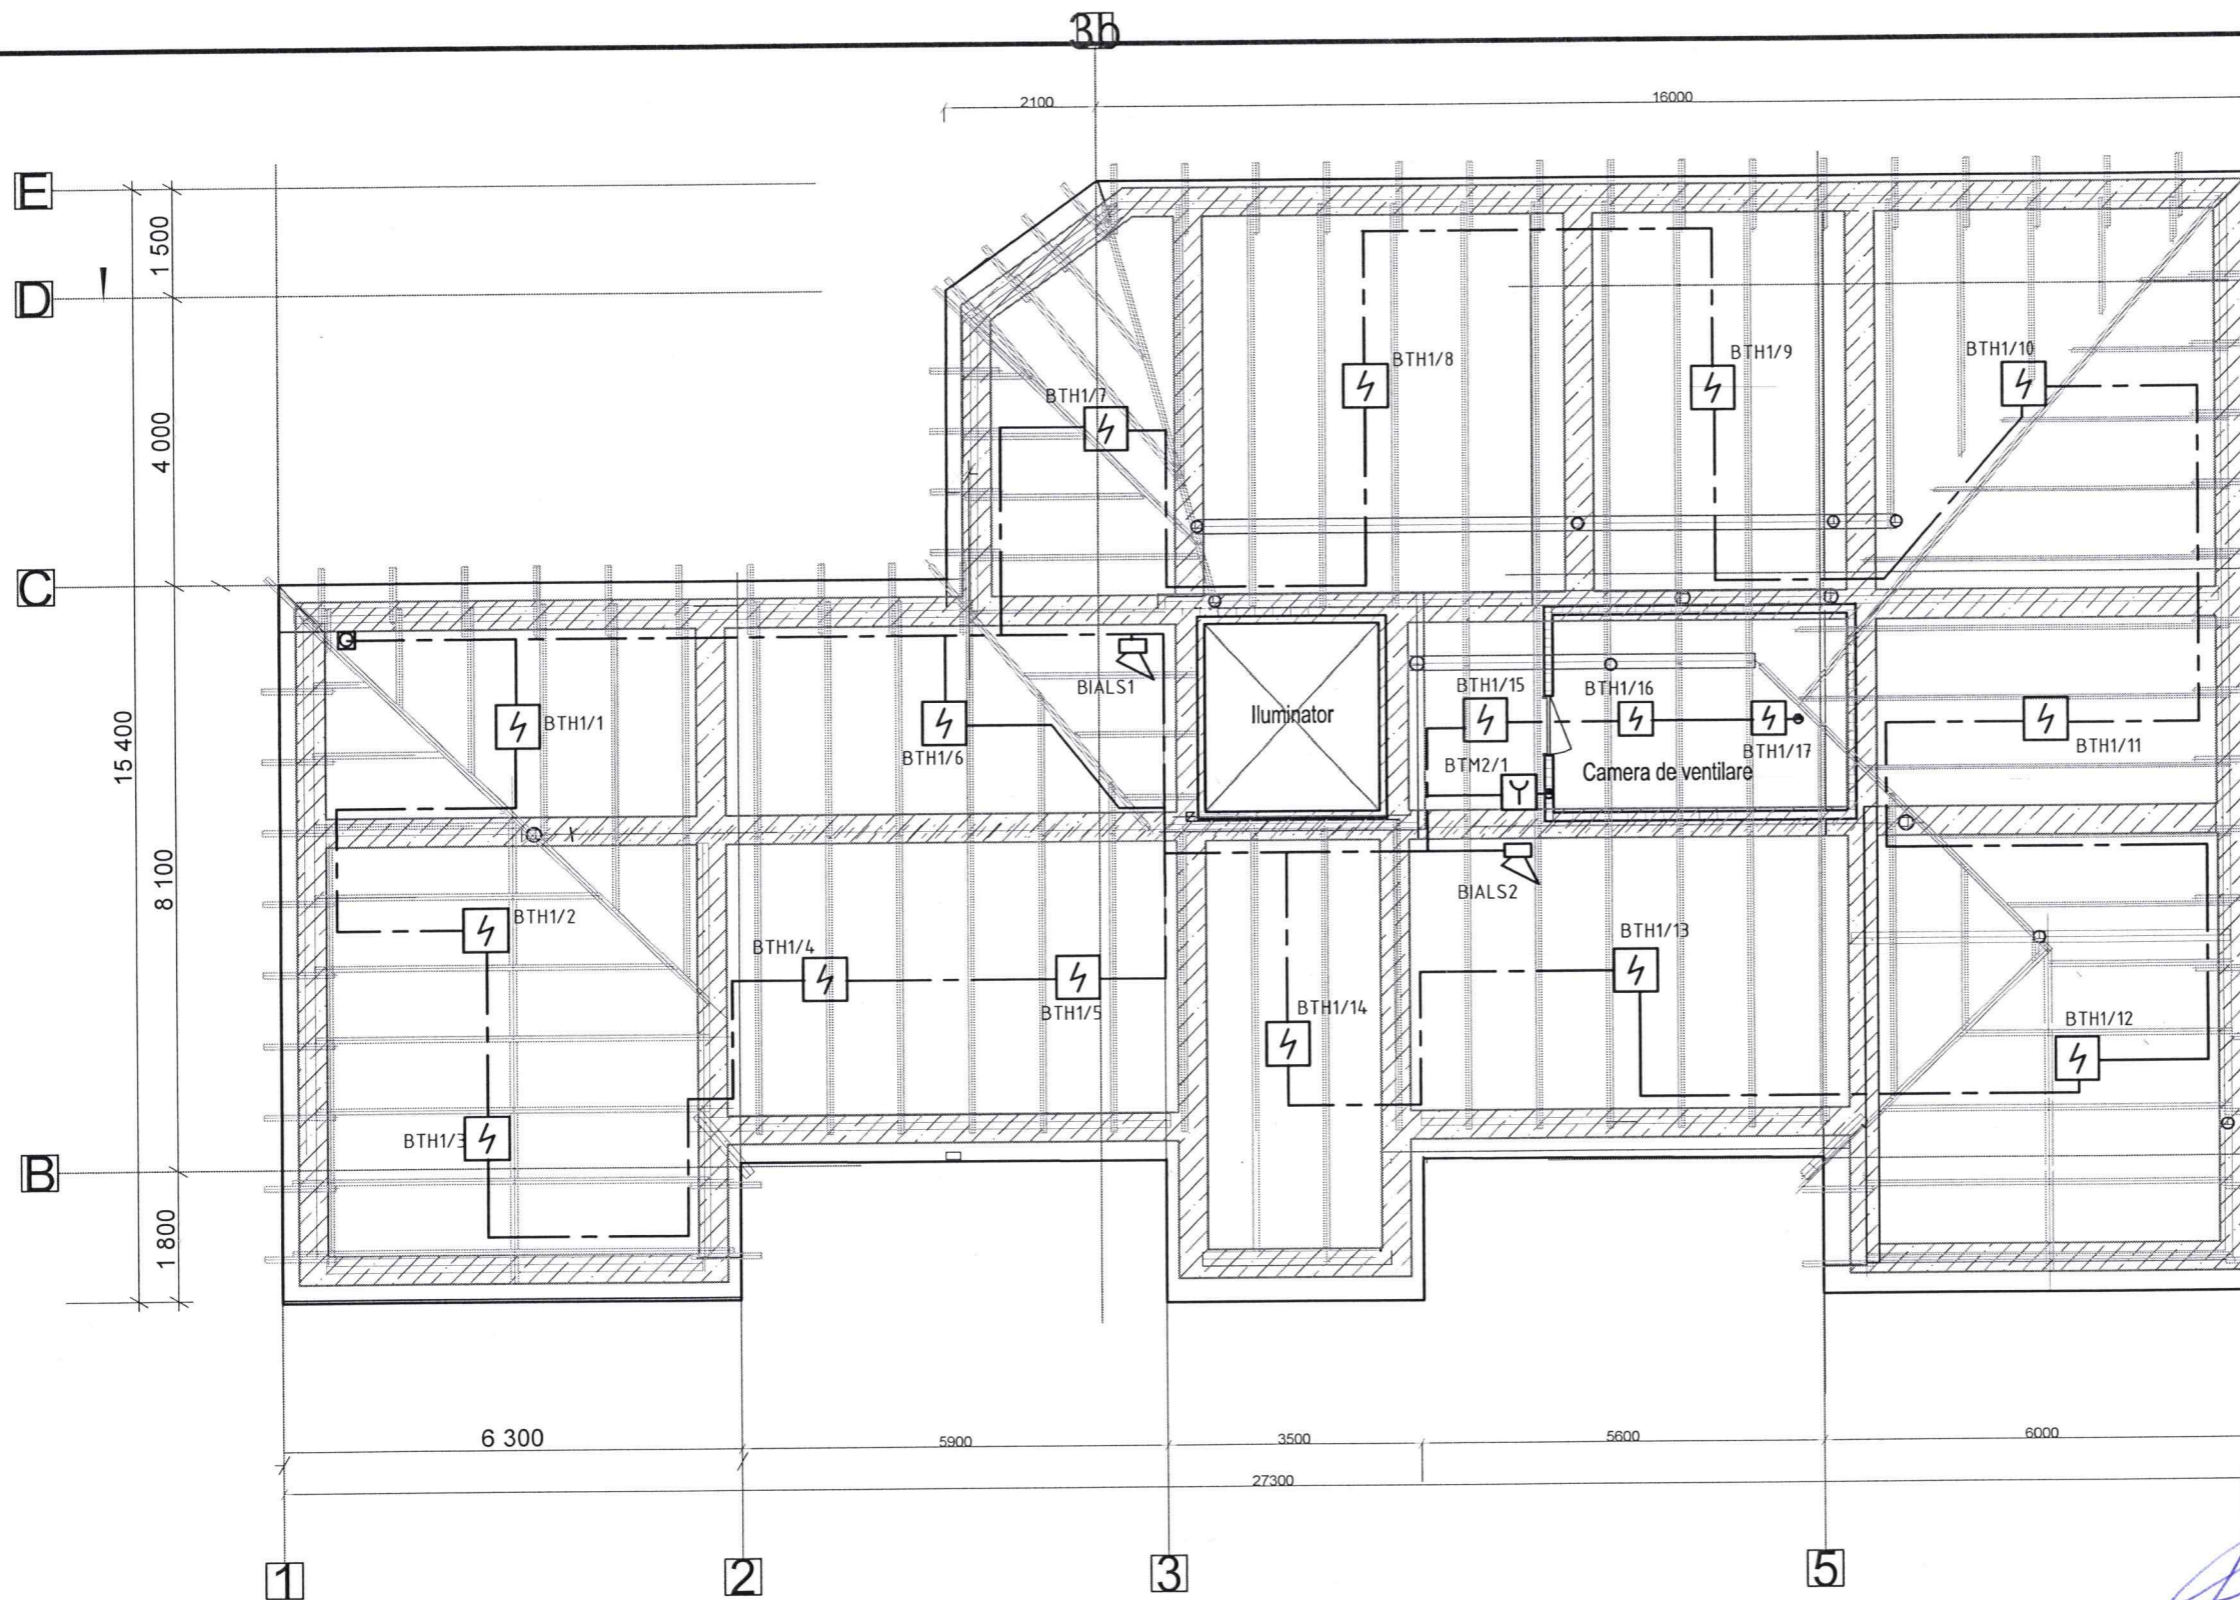 3b
2100
16000
E
1 500
D
4 000
BTH1/8
BTH1/9
BTH1/10
BTH1/7
C
15 400
BIALS1
BTH1/1
BTH1/6
Iluminator
BTH1/15
BTH1/16
BTH1/17
BTM2/1
Camera de ventilare
BTH1/11
8 100
BTH1/2
BIALS2
BTH1/4
BTH1/5
BTH1/13
BTH1/14
BTH1/12
BTH1/3
B
1 800
6 300
5900
3500
5600
6000
27300
1
2
3
5